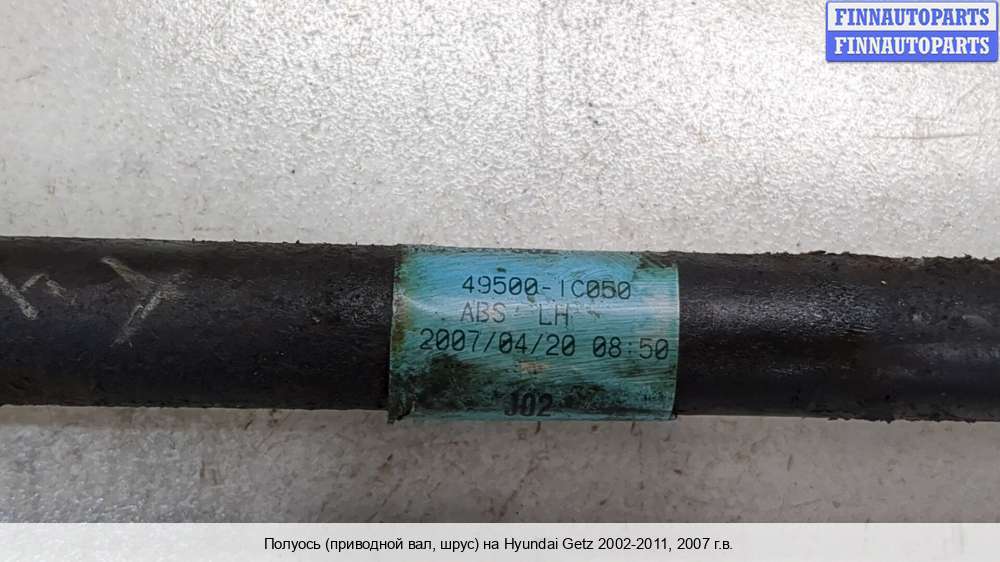 FINNAUTOPARTS
FINNAUTOPARTS
49500-1C050
ABS LH
2007/04/20 08:50
J02
Полуось (приводной вал, шрус) на Hyundai Getz 2002-2011, 2007 г.в.